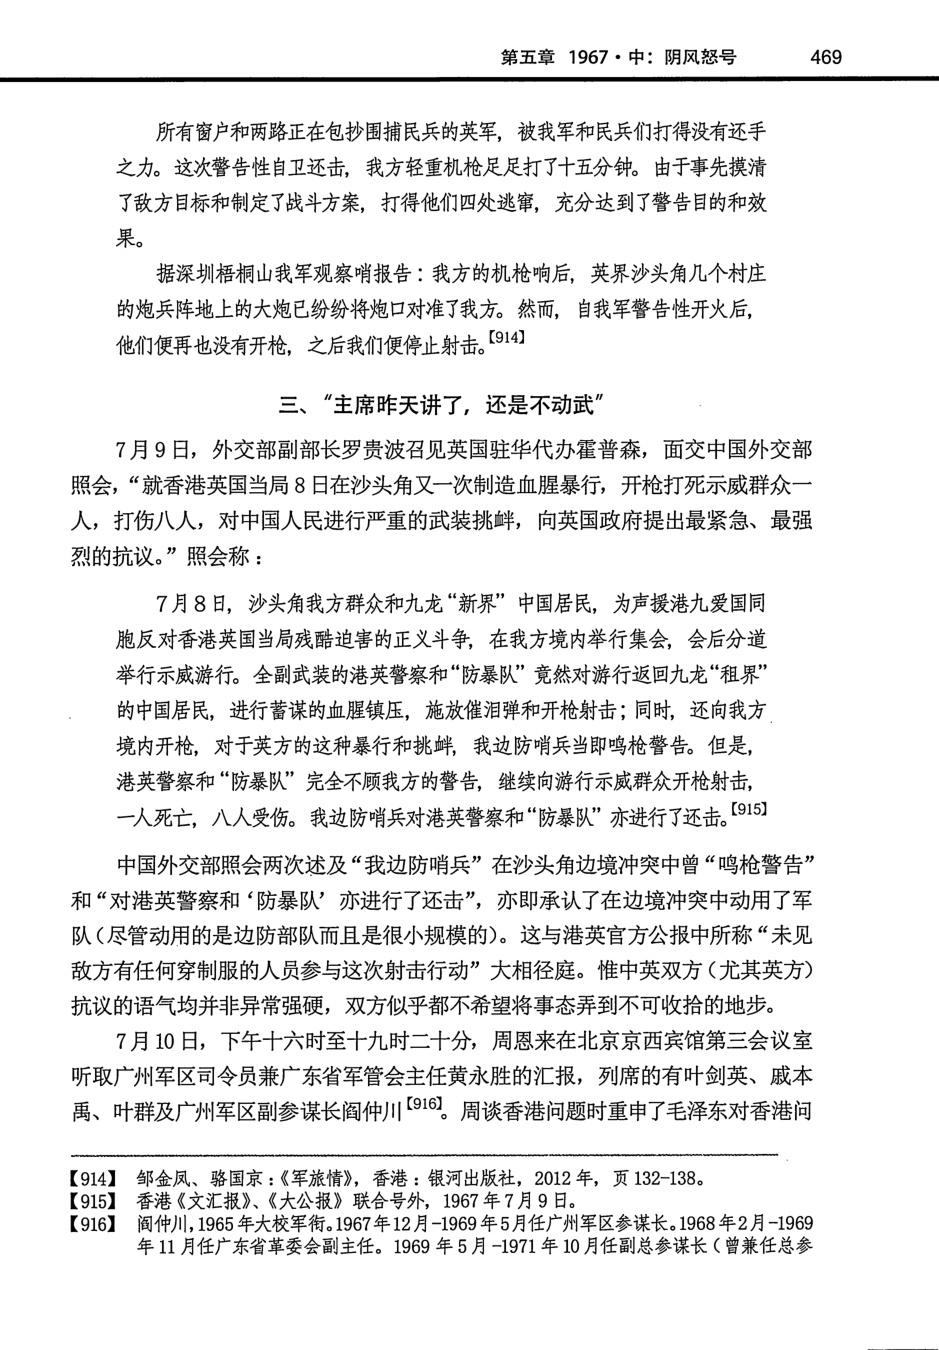 第五章 1967·中：阴风怒号 469
所有窗户和两路正在包抄围捕民兵的英军，被我军和民兵们打得没有还手
之力。这次警告性自卫还击，我方轻重机枪足足打了十五分钟。由于事先摸清
了敌方目标和制定了战斗方案，打得他们四处逃窜，充分达到了警告目的和效
果。
据深圳梧桐山我军观察哨报告：我方的机枪响后，英界沙头角几个村庄
的炮兵阵地上的大炮已纷纷将炮口对准了我方。然而，自我军警告性开火后，
他们便再也没有开枪，之后我们便停止射击。【914】
三、“主席昨天讲了，还是不动武”
7月9日，外交部副部长罗贵波召见英国驻华代办霍普森，面交中国外交部
照会，“就香港英国当局8日在沙头角又一次制造血腥暴行，开枪打死示威群众一
人，打伤八人，对中国人民进行严重的武装挑衅，向英国政府提出最紧急、最强
烈的抗议。”照会称：
7月8日，沙头角我方群众和九龙“新界”中国居民，为声援港九爱国同
胞反对香港英国当局残酷迫害的正义斗争，在我方境内举行集会，会后分道
举行示威游行。全副武装的港英警察和“防暴队”竟然对游行返回九龙“租界”
的中国居民，进行蓄谋的血腥镇压，施放催泪弹和开枪射击；同时，还向我方
境内开枪，对于英方的这种暴行和挑衅，我边防哨兵当即鸣枪警告。但是，
港英警察和“防暴队”完全不顾我方的警告，继续向游行示威群众开枪射击，
一人死亡，八人受伤。我边防哨兵对港英警察和“防暴队”亦进行了还击。【915】
中国外交部照会两次述及“我边防哨兵”在沙头角边境冲突中曾“鸣枪警告”
和“对港英警察和‘防暴队’亦进行了还击”，亦即承认了在边境冲突中动用了军
队（尽管动用的是边防部队而且是很小规模的）。这与港英官方公报中所称“未见
敌方有任何穿制服的人员参与这次射击行动”大相径庭。惟中英双方（尤其英方）
抗议的语气均并非异常强硬，双方似乎都不希望将事态弄到不可收拾的地步。
7月10日，下午十六时至十九时二十分，周恩来在北京京西宾馆第三会议室
听取广州军区司令员兼广东省军管会主任黄永胜的汇报，列席的有叶剑英、戚本
禹、叶群及广州军区副参谋长阎仲川【916】。周谈香港问题时重申了毛泽东对香港问
【914】 邹金凤、骆国京：《军旅情》，香港：银河出版社，2012年，页132-138。
【915】 香港《文汇报》、《大公报》联合号外，1967年7月9日。
【916】 阎仲川，1965年大校军衔。1967年12月-1969年5月任广州军区参谋长。1968年2月-1969
年11月任广东省革委会副主任。1969年5月-1971年10月任副总参谋长（曾兼任总参